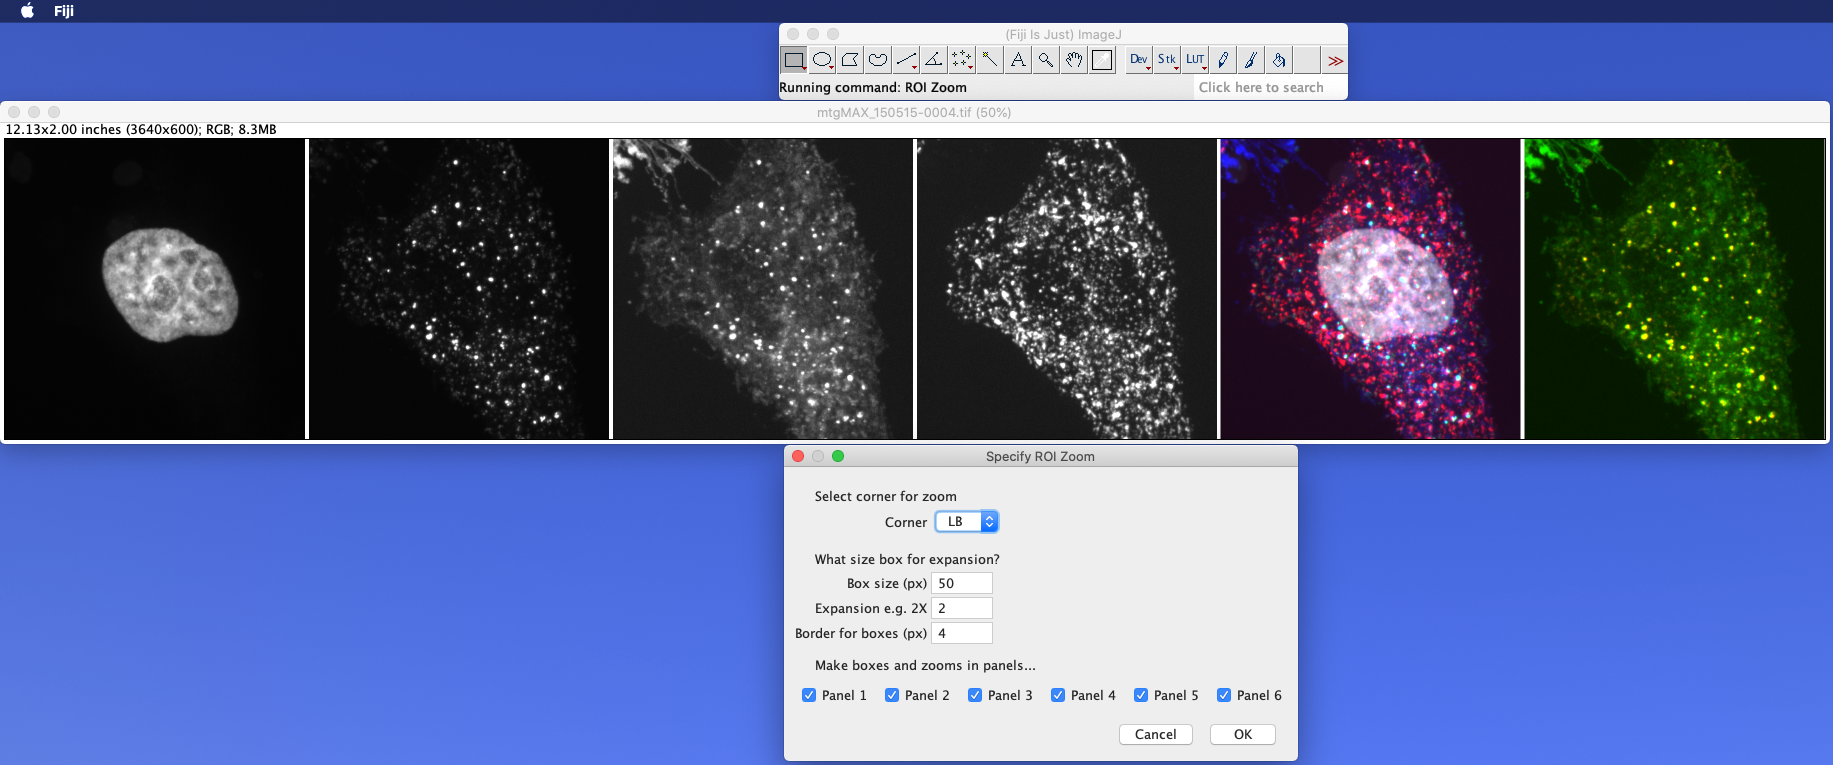 Fiji
(Fiji Is Just) ImageJ
Dev Stk LUT A >>
Running command: ROI Zoom Click here to search
mtgMAX_150515-0004.tif (50%)
12.13x2.00 inches (3640x600); RGB; 8.3MB
Specify ROI Zoom
Select corner for zoom
Corner LB
What size box for expansion?
Box size (px) 50
Expansion e.g. 2X 2
Border for boxes (px) 4
Make boxes and zooms in panels...
Panel 1 Panel 2 Panel 3 Panel 4 Panel 5 Panel 6
Cancel OK